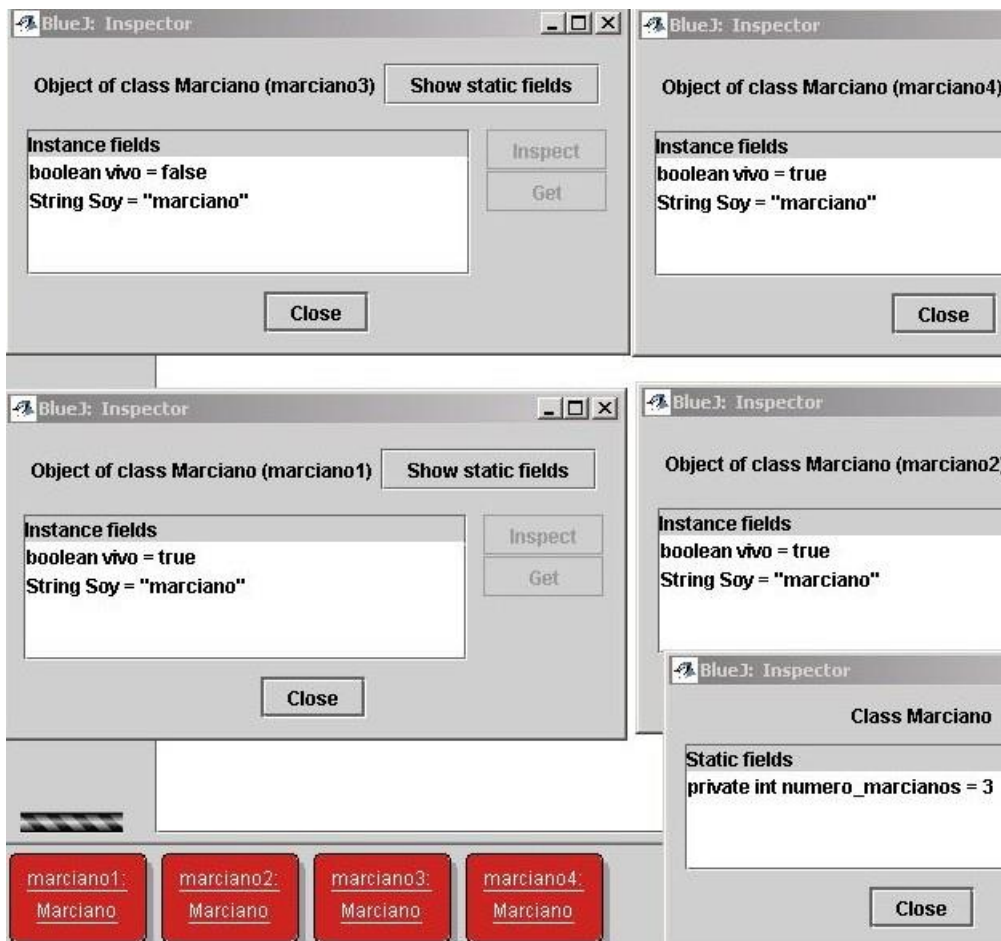 BlueJ: Inspector
Object of class Marciano (marciano3)
Show static fields
Instance fields
boolean vivo = false
String Soy = "marciano"
Inspect
Get
Close
BlueJ: Inspector
Object of class Marciano (marciano4)
Instance fields
boolean vivo = true
String Soy = "marciano"
Close
BlueJ: Inspector
Object of class Marciano (marciano1)
Show static fields
Instance fields
boolean vivo = true
String Soy = "marciano"
Inspect
Get
Close
BlueJ: Inspector
Object of class Marciano (marciano2)
Instance fields
boolean vivo = true
String Soy = "marciano"
BlueJ: Inspector
Class Marciano
Static fields
private int numero_marcianos = 3
Close
marciano1:
Marciano
marciano2:
Marciano
marciano3:
Marciano
marciano4:
Marciano